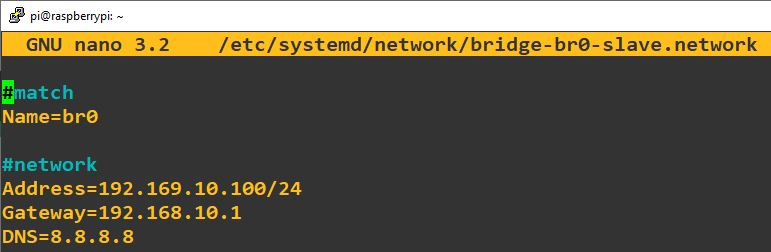 pi@raspberrypi: ~
GNU nano 3.2 /etc/systemd/network/bridge-br0-slave.network
#match
Name=br0
#network
Address=192.169.10.100/24
Gateway=192.168.10.1
DNS=8.8.8.8